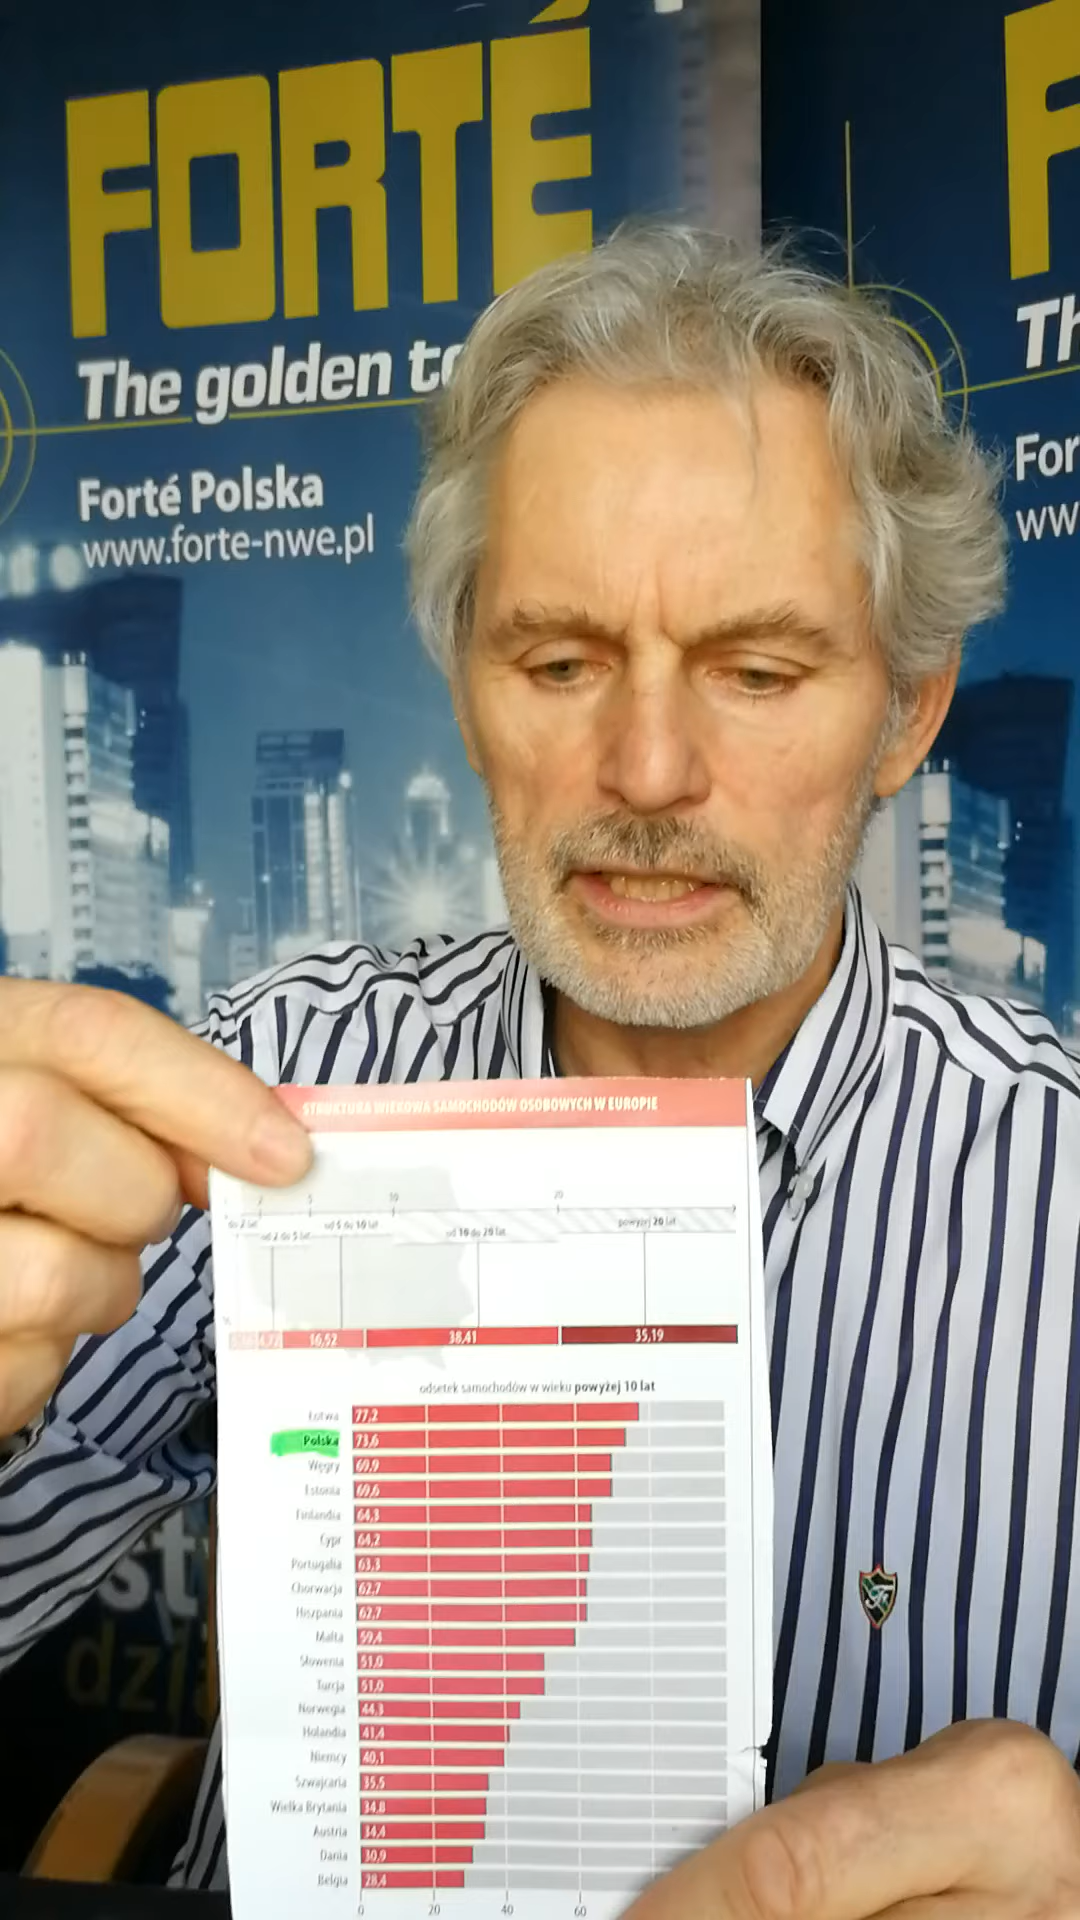 FORTÉ
The golden to
Forté Polska
www.forte-nwe.pl
F
Th
For
ww
STRUKTURA WIEKOWA SAMOCHODÓW OSOBOWYCH W EUROPIE
2 5 10 20
do 2 lat od 2 do 5 lat od 5 do 10 lat od 10 do 20 lat powyżej 20 lat
%
16,52 38,41 35,19
odsetek samochodów w wieku powyżej 10 lat
Łotwa 77,2
Polska 73,6
Węgry 69,9
Estonia 69,6
Finlandia 64,3
Cypr 64,2
Portugalia 63,3
Chorwacja 62,7
Hiszpania 62,7
Malta 59,4
Słowenia 51,0
Turcja 51,0
Norwegia 44,3
Holandia 41,4
Niemcy 40,1
Szwajcaria 35,5
Wielka Brytania 34,8
Austria 34,4
Dania 30,9
Belgia 28,4
0 20 40 60
st
dzi